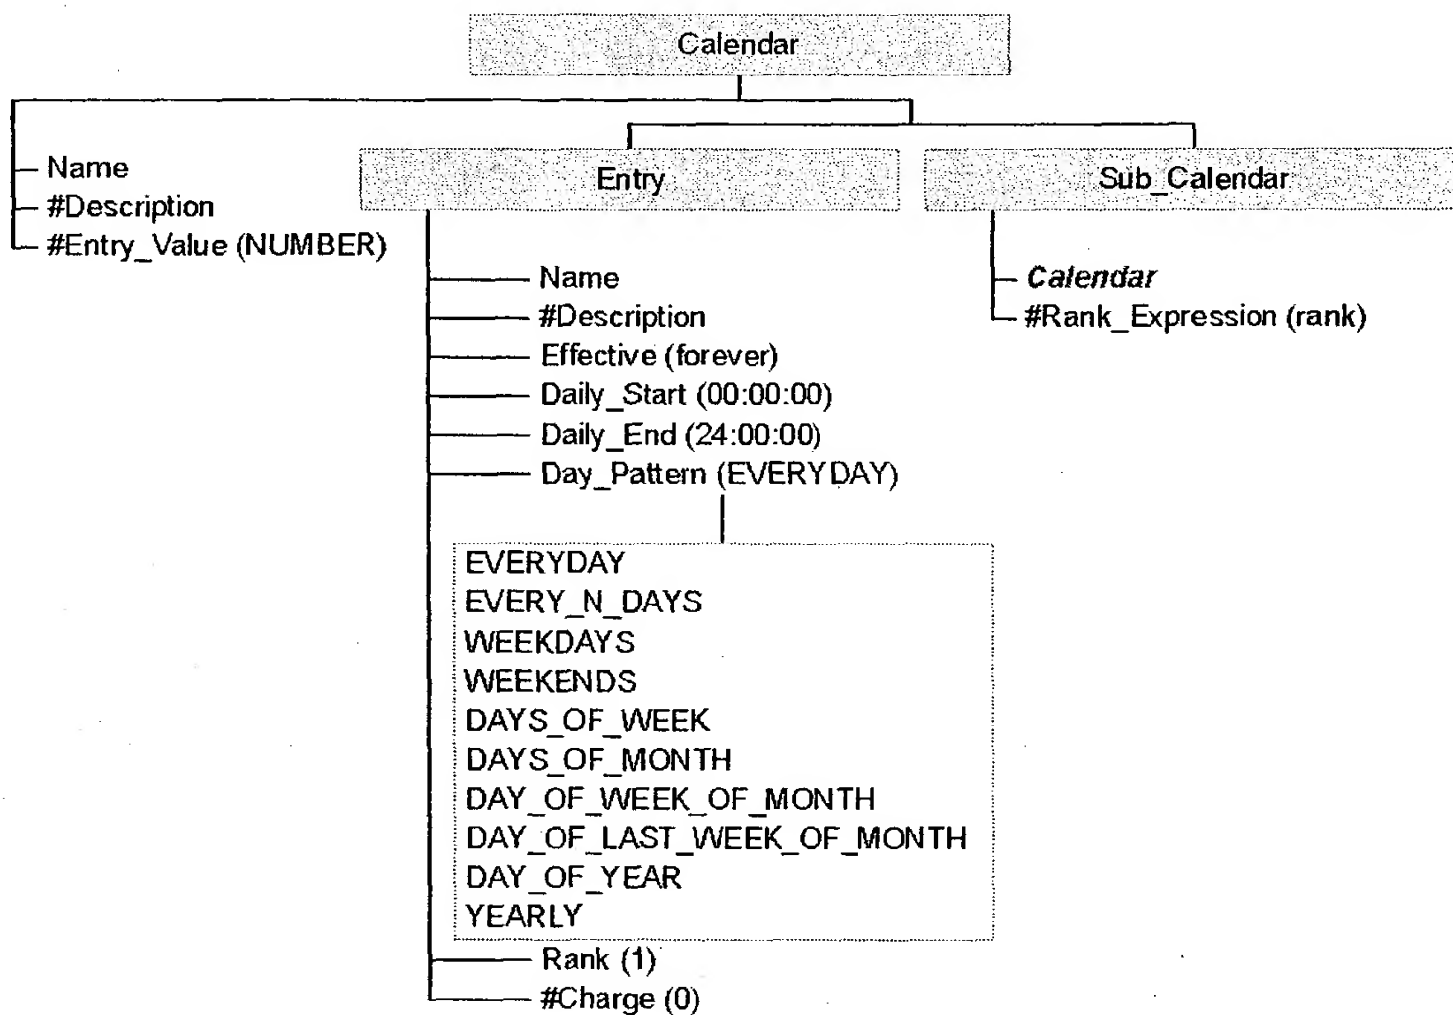 Calendar
Name
#Description
#Entry_Value (NUMBER)
Entry
Name
#Description
Effective (forever)
Daily_Start (00:00:00)
Daily_End (24:00:00)
Day_Pattern (EVERYDAY)
EVERYDAY
EVERY_N_DAYS
WEEKDAYS
WEEKENDS
DAYS_OF_WEEK
DAYS_OF_MONTH
DAY_OF_WEEK_OF_MONTH
DAY_OF_LAST_WEEK_OF_MONTH
DAY_OF_YEAR
YEARLY
Rank (1)
#Charge (0)
Sub_Calendar
Calendar
#Rank_Expression (rank)